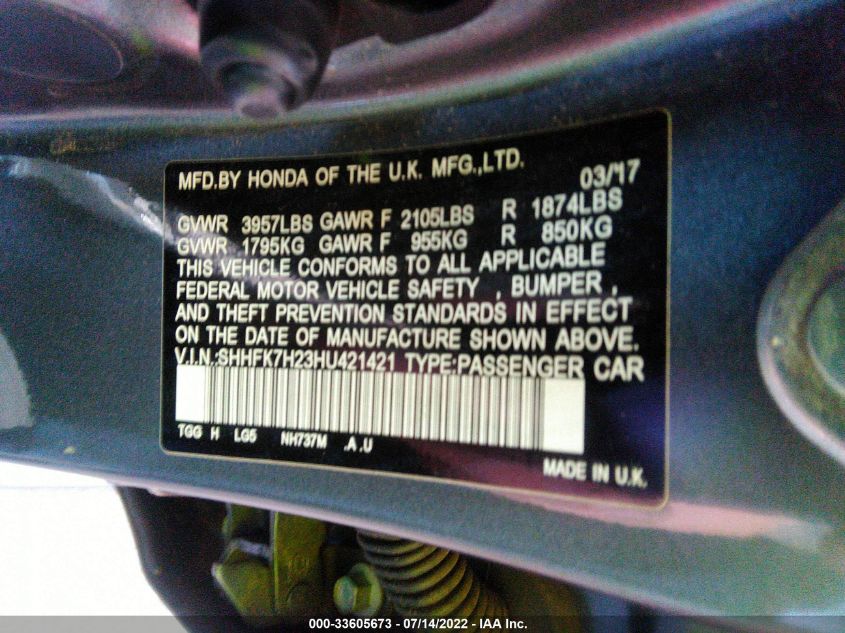 MFD.BY HONDA OF THE U.K. MFG.,LTD. 03/17
GVWR 3957LBS GAWR F 2105LBS R 1874LBS
GVWR 1795KG GAWR F 955KG R 850KG
THIS VEHICLE CONFORMS TO ALL APPLICABLE
FEDERAL MOTOR VEHICLE SAFETY , BUMPER ,
AND THEFT PREVENTION STANDARDS IN EFFECT
ON THE DATE OF MANUFACTURE SHOWN ABOVE.
V.I.N.:SHHFK7H23HU421421 TYPE:PASSENGER CAR
TGG H LG5 NH737M .A.U
MADE IN U.K.
000-33605673 - 07/14/2022 - IAA Inc.